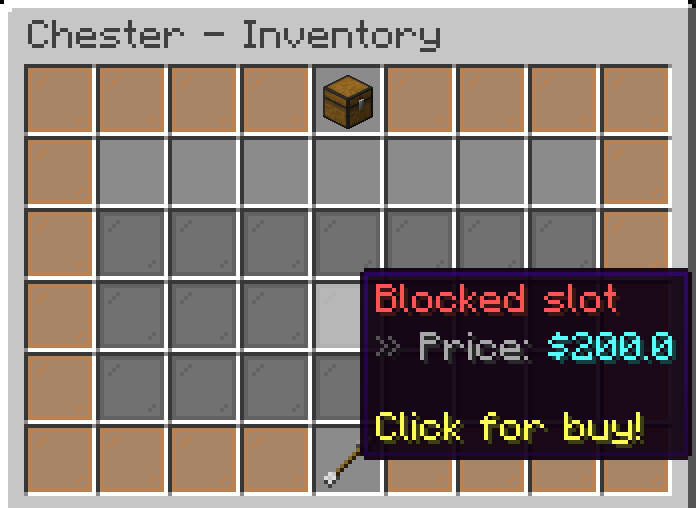 Chester - Inventory
Blocked slot
» Price: $200.0
Click for buy!